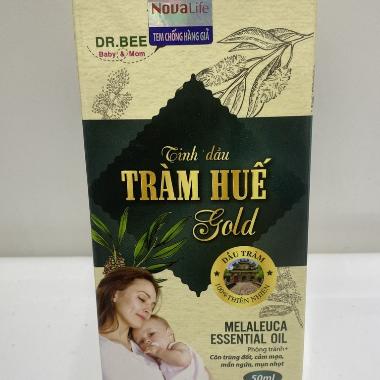 NovaLife
TEM CHỐNG HÀNG GIẢ
DR.BEE
Baby & Mom
Tinh dầu
TRÀM HUẾ
Gold
DẦU TRÀM
100% THIÊN NHIÊN
MELALEUCA
ESSENTIAL OIL
Phòng tránh+
Côn trùng đốt, cảm mạo,
mẩn ngứa, mụn nhọt
50ml